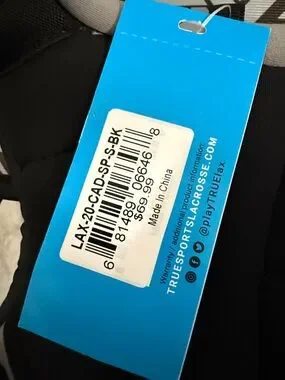 LAX-20-CAD-SP-S-BK
6 81489 06646 8
$69.99
Made In China
Warranty / additional product information:
TRUESPORTSLACROSSE.COM
@playTRUElax